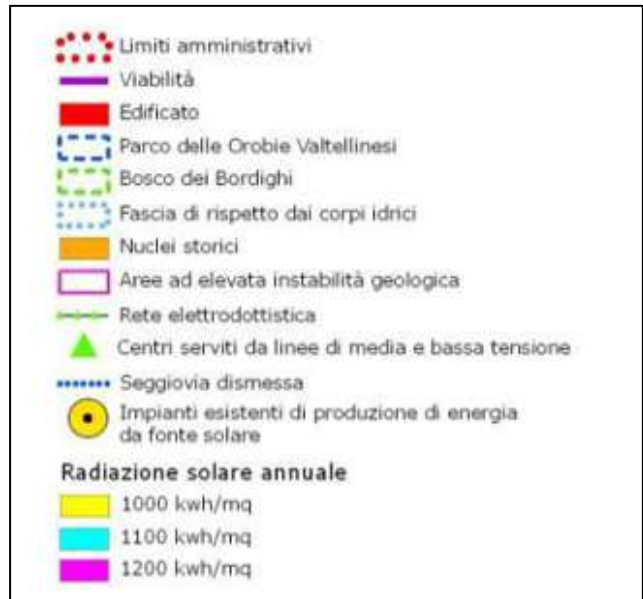 Limiti amministrativi
Viabilità
Edificato
Parco delle Orobie Valtellinesi
Bosco dei Bordighi
Fascia di rispetto dai corpi idrici
Nuclei storici
Aree ad elevata instabilità geologica
Rete elettrodottistica
Centri serviti da linee di media e bassa tensione
Seggiovia dismessa
Impianti esistenti di produzione di energia
da fonte solare
Radiazione solare annuale
1000 kwh/mq
1100 kwh/mq
1200 kwh/mq